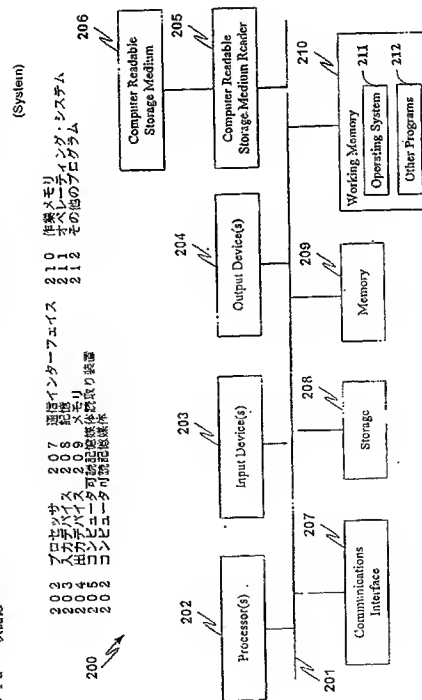 (System)
202 プロセッサ 207 通信インターフェイス 210 作業メモリ
203 入力デバイス 208 記憶 211 オペレーティング・システム
204 出力デバイス 209 メモリ 212 その他のプログラム
205 コンピュータ可読記憶媒体読取り装置
202 コンピュータ可読記憶媒体
200
206
Computer Readable
Storage Medium
202
203
204
205
Processor(s)
Input Device(s)
Output Device(s)
Computer Readable
Storage Medium Reader
201
207
208
209
210
Communications
Interface
Storage
Memory
Working Memory
211
Operating System
212
Other Programs